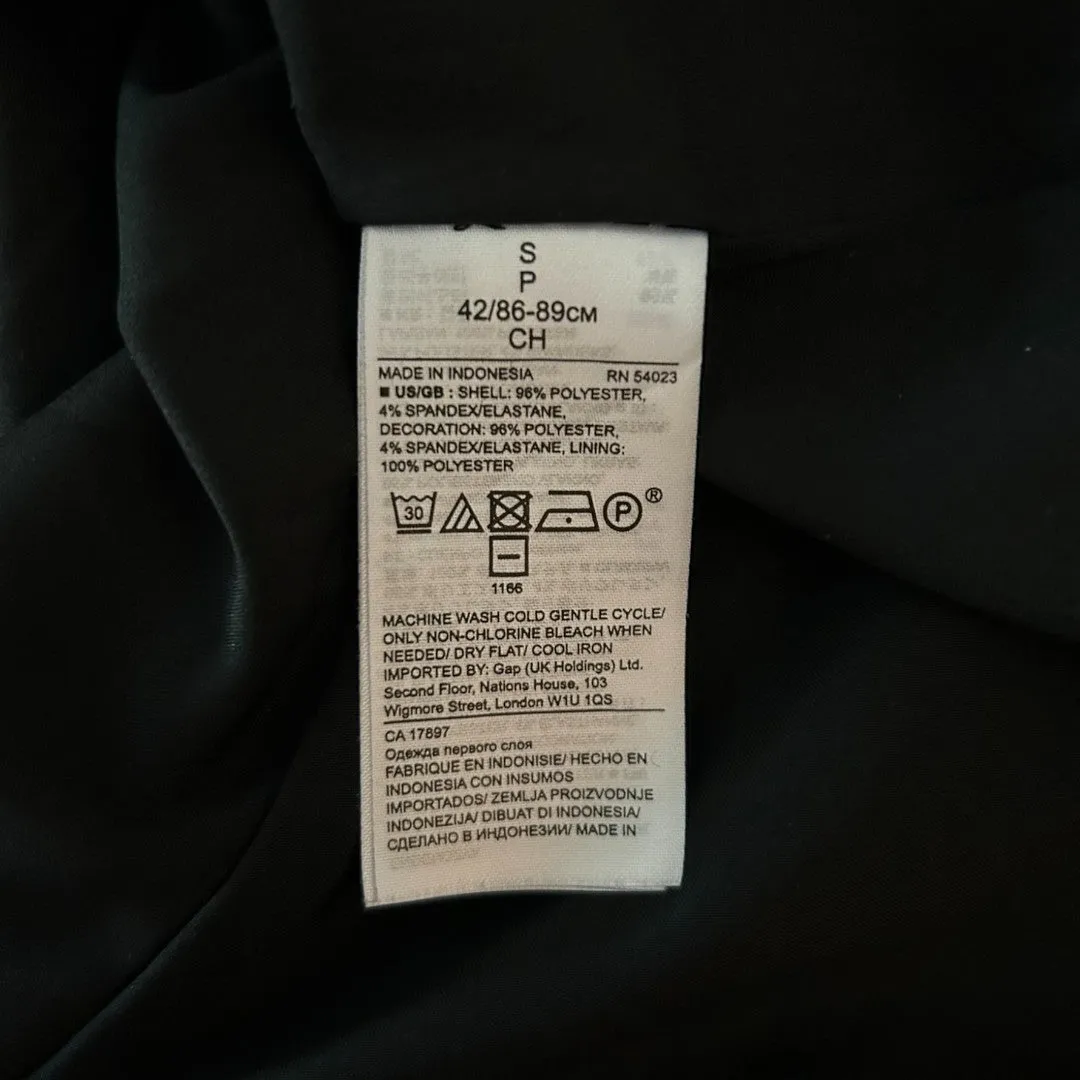 S
P
42/86-89CM
CH
MADE IN INDONESIA RN 54023
■ US/GB : SHELL: 96% POLYESTER,
4% SPANDEX/ELASTANE,
DECORATION: 96% POLYESTER,
4% SPANDEX/ELASTANE, LINING:
100% POLYESTER
30 P ®
1166
MACHINE WASH COLD GENTLE CYCLE/
ONLY NON-CHLORINE BLEACH WHEN
NEEDED/ DRY FLAT/ COOL IRON
IMPORTED BY: Gap (UK Holdings) Ltd.
Second Floor, Nations House, 103
Wigmore Street, London W1U 1QS
CA 17897
Одежда первого слоя
FABRIQUE EN INDONISIE/ HECHO EN
INDONESIA CON INSUMOS
IMPORTADOS/ ZEMLJA PROIZVODNJE
INDONEZIJA/ DIBUAT DI INDONESIA/
СДЕЛАНО В ИНДОНЕЗИИ/ MADE IN